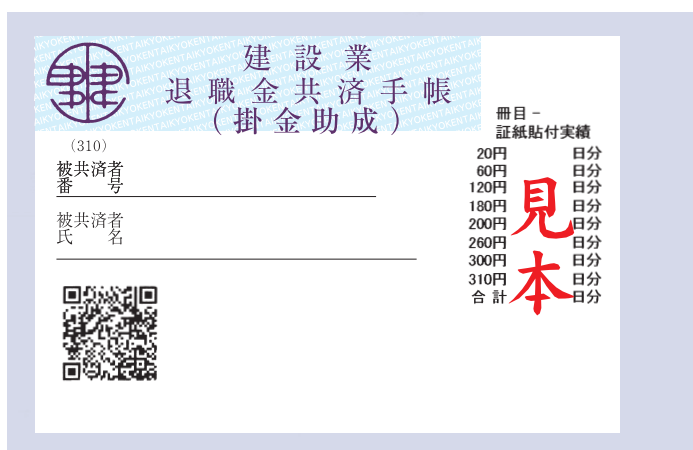 建設業
退職金共済手帳
（掛金助成）
（310）
被共済者
番　　号
被共済者
氏　　名
冊目－
証紙貼付実績
20円　日分
60円　日分
120円　日分
180円　日分
200円　日分
260円　日分
300円　日分
310円　日分
合 計　日分
見本